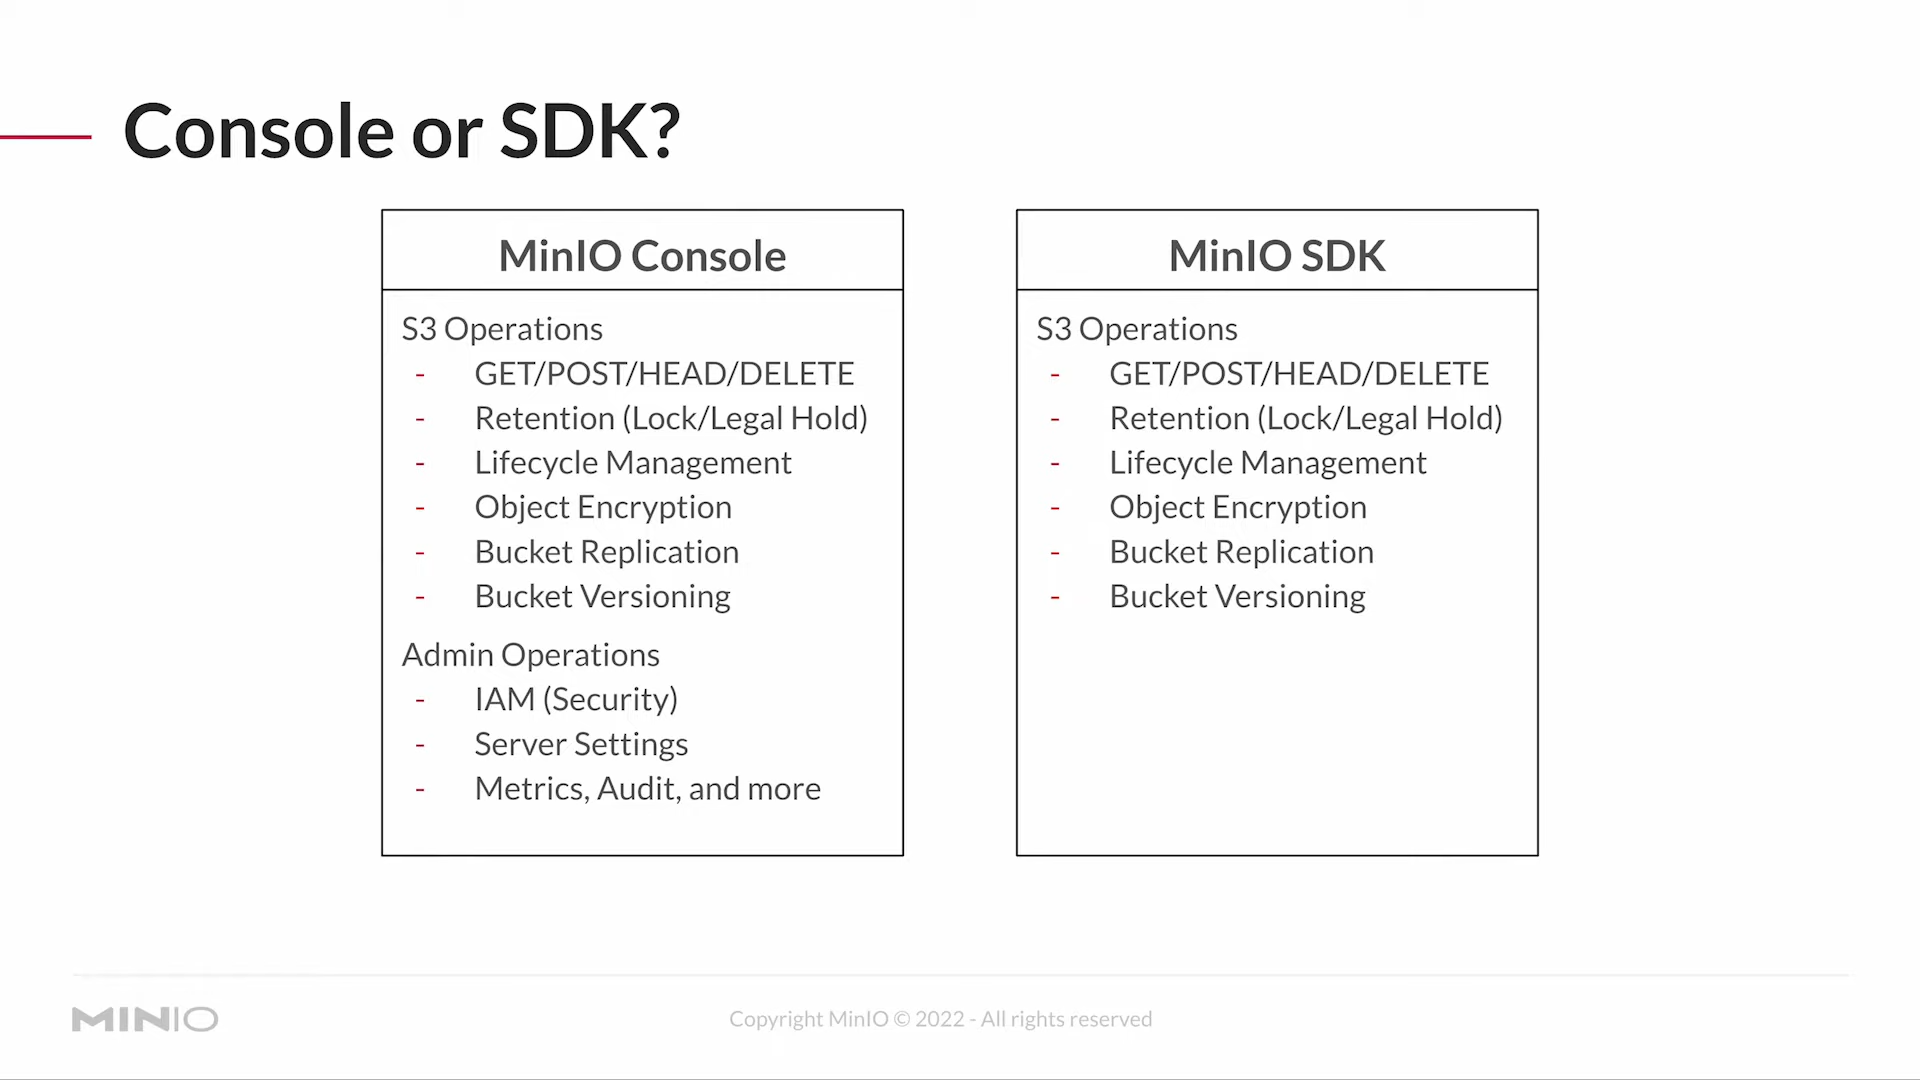 Console or SDK?
MinIO Console
S3 Operations
- GET/POST/HEAD/DELETE
- Retention (Lock/Legal Hold)
- Lifecycle Management
- Object Encryption
- Bucket Replication
- Bucket Versioning
Admin Operations
- IAM (Security)
- Server Settings
- Metrics, Audit, and more
MinIO SDK
S3 Operations
- GET/POST/HEAD/DELETE
- Retention (Lock/Legal Hold)
- Lifecycle Management
- Object Encryption
- Bucket Replication
- Bucket Versioning
MINIO
Copyright MinIO © 2022 - All rights reserved